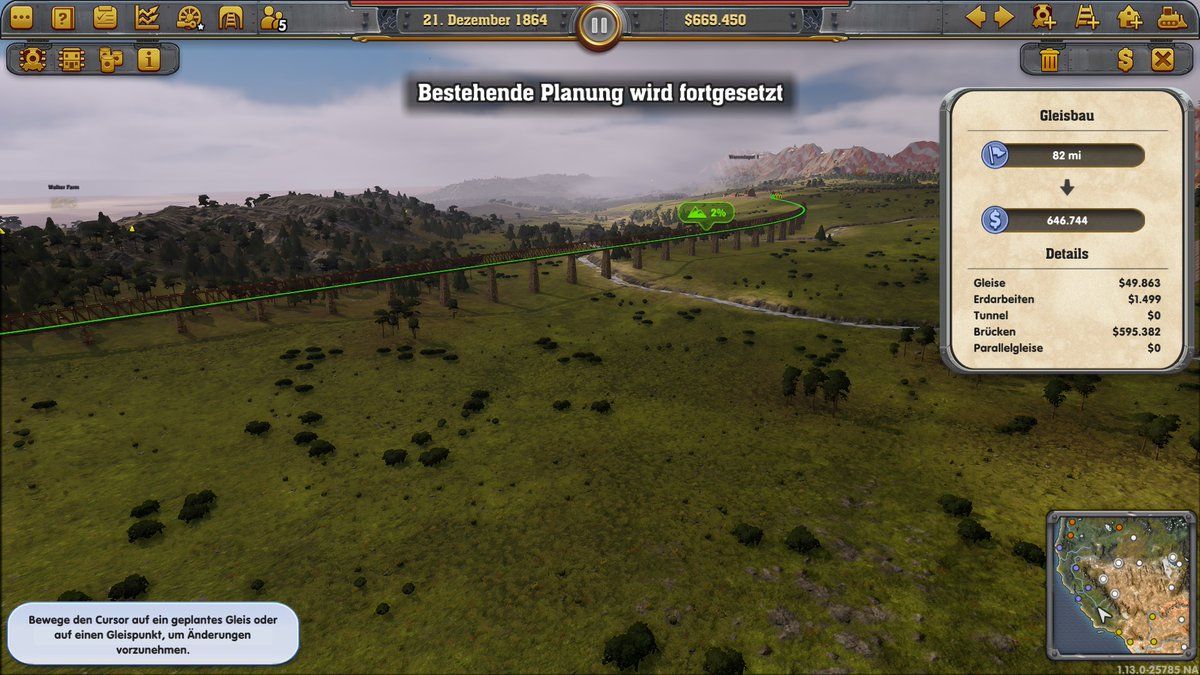 5
21. Dezember 1864
$669.450
Bestehende Planung wird fortgesetzt
Walter Farm
2%
Gleisbau
82 mi
646.744
Details
Gleise $49.863
Erdarbeiten $1.499
Tunnel $0
Brücken $595.382
Parallelgleise $0
Bewege den Cursor auf ein geplantes Gleis oder
auf einen Gleispunkt, um Änderungen
vorzunehmen.
1.13.0-25785 NA